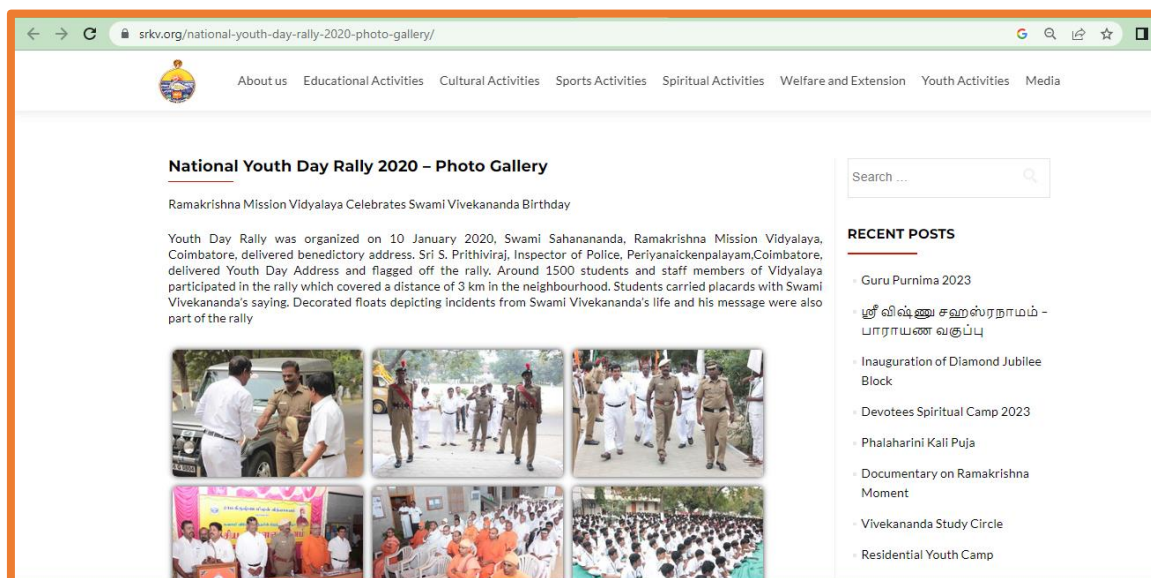 srkv.org/national-youth-day-rally-2020-photo-gallery/
About us Educational Activities Cultural Activities Sports Activities Spiritual Activities Welfare and Extension Youth Activities Media
National Youth Day Rally 2020 – Photo Gallery
Ramakrishna Mission Vidyalaya Celebrates Swami Vivekananda Birthday
Youth Day Rally was organized on 10 January 2020, Swami Sahanananda, Ramakrishna Mission Vidyalaya,
Coimbatore, delivered benedictory address. Sri S. Prithiviraj, Inspector of Police, Periyanaickenpalayam,Coimbatore,
delivered Youth Day Address and flagged off the rally. Around 1500 students and staff members of Vidyalaya
participated in the rally which covered a distance of 3 km in the neighbourhood. Students carried placards with Swami
Vivekananda's saying. Decorated floats depicting incidents from Swami Vivekananda's life and his message were also
part of the rally
Search ...
RECENT POSTS
Guru Purnima 2023
ஸ்ரீ விஷ்ணு சஹஸ்ரநாமம் –
பாராயண வகுப்பு
Inauguration of Diamond Jubilee
Block
Devotees Spiritual Camp 2023
Phalaharini Kali Puja
Documentary on Ramakrishna
Moment
Vivekananda Study Circle
Residential Youth Camp